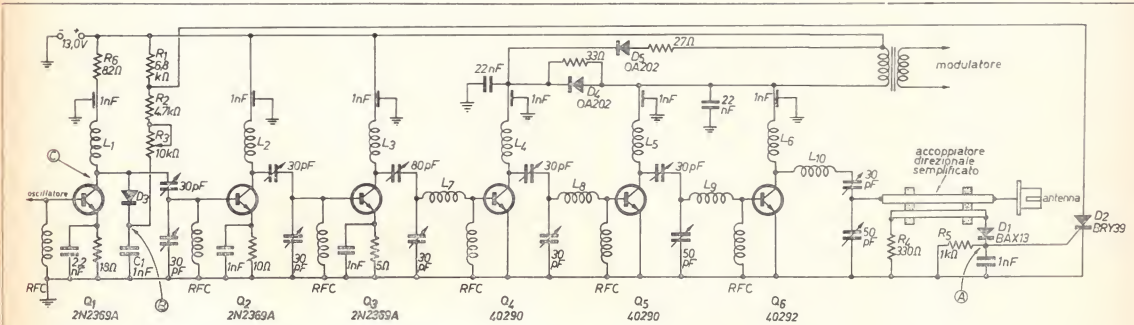 13,0V
R6
82Ω
R1
6,8
kΩ
R2
4,7kΩ
R3
10kΩ
1nF
L1
C
oscillatore
D3
30pF
22
nF
18Ω
C1
1nF
B
30
pF
RFC
Q1
2N2369A
1nF
L2
30pF
1nF
10Ω
30
pF
RFC
Q2
2N2369A
1nF
L3
80pF
1nF
5Ω
30
pF
RFC
Q3
2N2369A
L7
22nF
1nF
L4
30pF
30
pF
Q4
40290
33Ω
D4
OA202
D5
OA202
27Ω
L8
1nF
L5
30pF
50
pF
RFC
Q5
40290
22
nF
L9
1nF
L6
RFC
Q6
40292
modulatore
L10
30
pF
50
pF
accoppiatore
direzionale
semplificato
antenna
R4
330Ω
R5
1kΩ
D1
BAX13
1nF
A
D2
BRY39